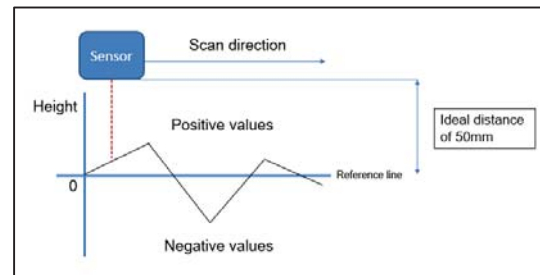 Sensor
Scan direction
Height
Positive values
Ideal distance
of 50mm
Reference line
0
Negative values